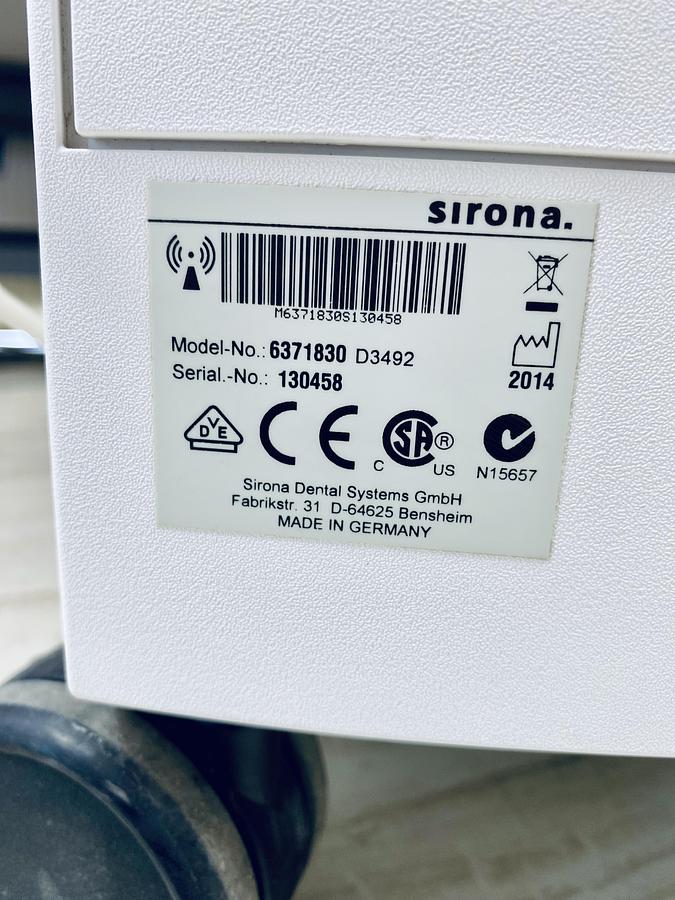 sirona.
M6371830S130458
Model-No.: 6371830 D3492
Serial.-No.: 130458
2014
DVE
CE
SA®
C US
N15657
Sirona Dental Systems GmbH
Fabrikstr. 31 D-64625 Bensheim
MADE IN GERMANY